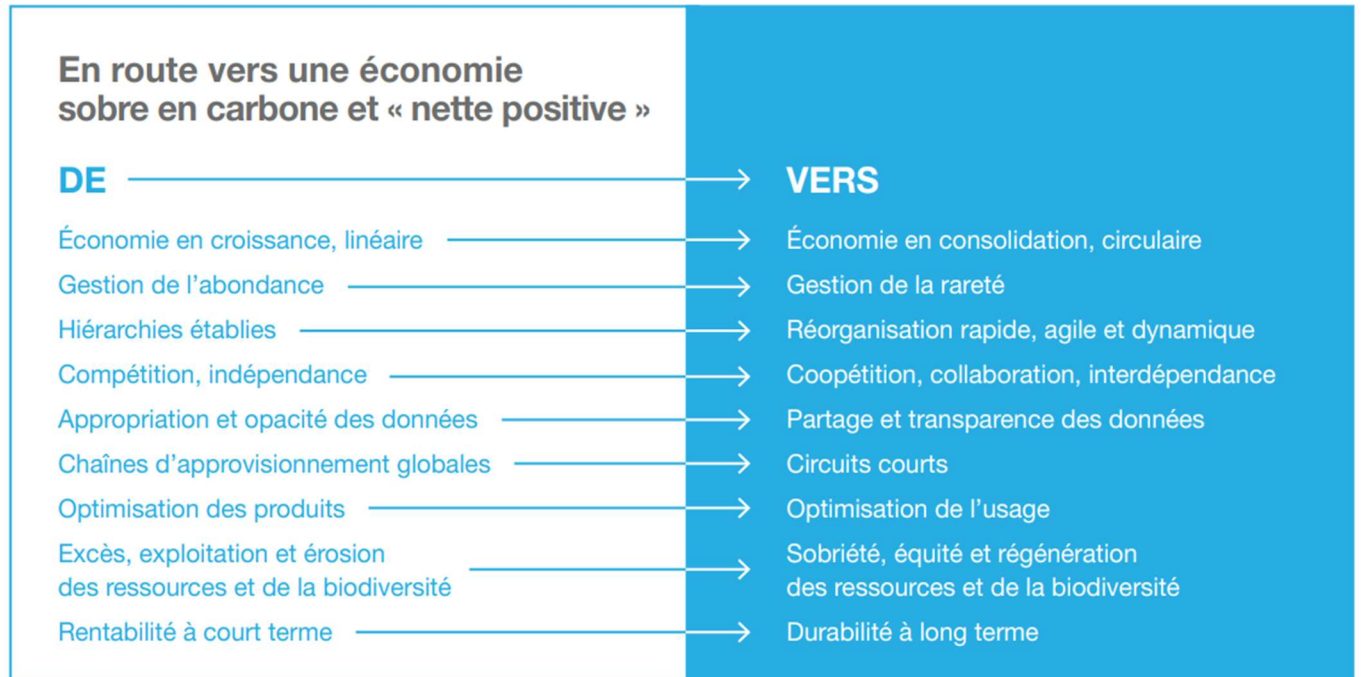 En route vers une économie
sobre en carbone et « nette positive »
DE
VERS
Économie en croissance, linéaire
Économie en consolidation, circulaire
Gestion de l'abondance
Gestion de la rareté
Hiérarchies établies
Réorganisation rapide, agile et dynamique
Compétition, indépendance
Coopétition, collaboration, interdépendance
Appropriation et opacité des données
Partage et transparence des données
Chaînes d'approvisionnement globales
Circuits courts
Optimisation des produits
Optimisation de l'usage
Excès, exploitation et érosion
des ressources et de la biodiversité
Sobriété, équité et régénération
des ressources et de la biodiversité
Rentabilité à court terme
Durabilité à long terme